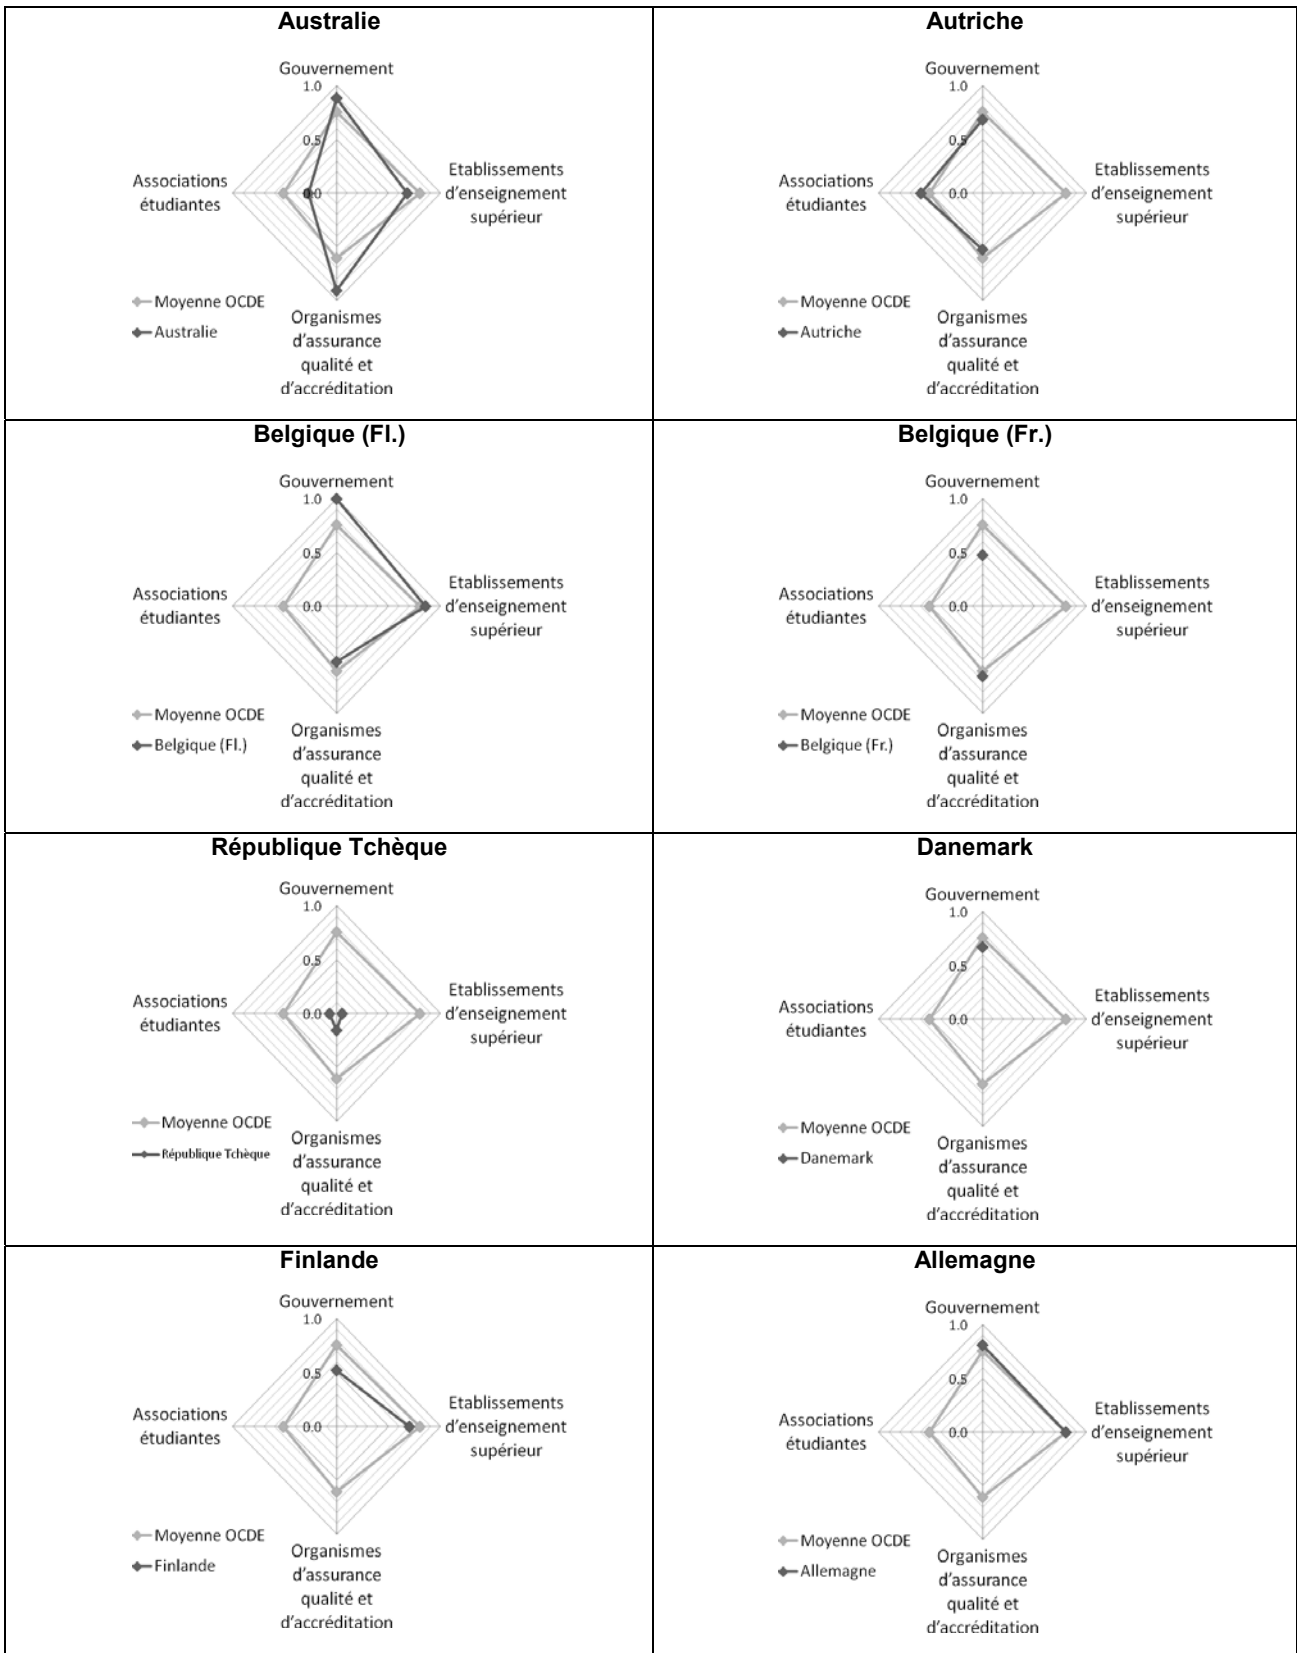 Australie
Gouvernement
1.0
0.5
0.0
Associations
étudiantes
Etablissements
d'enseignement
supérieur
Moyenne OCDE
Australie
Organismes
d'assurance
qualité et
d'accréditation
Autriche
Gouvernement
1.0
0.5
0.0
Associations
étudiantes
Etablissements
d'enseignement
supérieur
Moyenne OCDE
Autriche
Organismes
d'assurance
qualité et
d'accréditation
Belgique (Fl.)
Gouvernement
1.0
0.5
0.0
Associations
étudiantes
Etablissements
d'enseignement
supérieur
Moyenne OCDE
Belgique (Fl.)
Organismes
d'assurance
qualité et
d'accréditation
Belgique (Fr.)
Gouvernement
1.0
0.5
0.0
Associations
étudiantes
Etablissements
d'enseignement
supérieur
Moyenne OCDE
Belgique (Fr.)
Organismes
d'assurance
qualité et
d'accréditation
République Tchèque
Gouvernement
1.0
0.5
0.0
Associations
étudiantes
Etablissements
d'enseignement
supérieur
Moyenne OCDE
République Tchèque
Organismes
d'assurance
qualité et
d'accréditation
Danemark
Gouvernement
1.0
0.5
0.0
Associations
étudiantes
Etablissements
d'enseignement
supérieur
Moyenne OCDE
Danemark
Organismes
d'assurance
qualité et
d'accréditation
Finlande
Gouvernement
1.0
0.5
0.0
Associations
étudiantes
Etablissements
d'enseignement
supérieur
Moyenne OCDE
Finlande
Organismes
d'assurance
qualité et
d'accréditation
Allemagne
Gouvernement
1.0
0.5
0.0
Associations
étudiantes
Etablissements
d'enseignement
supérieur
Moyenne OCDE
Allemagne
Organismes
d'assurance
qualité et
d'accréditation